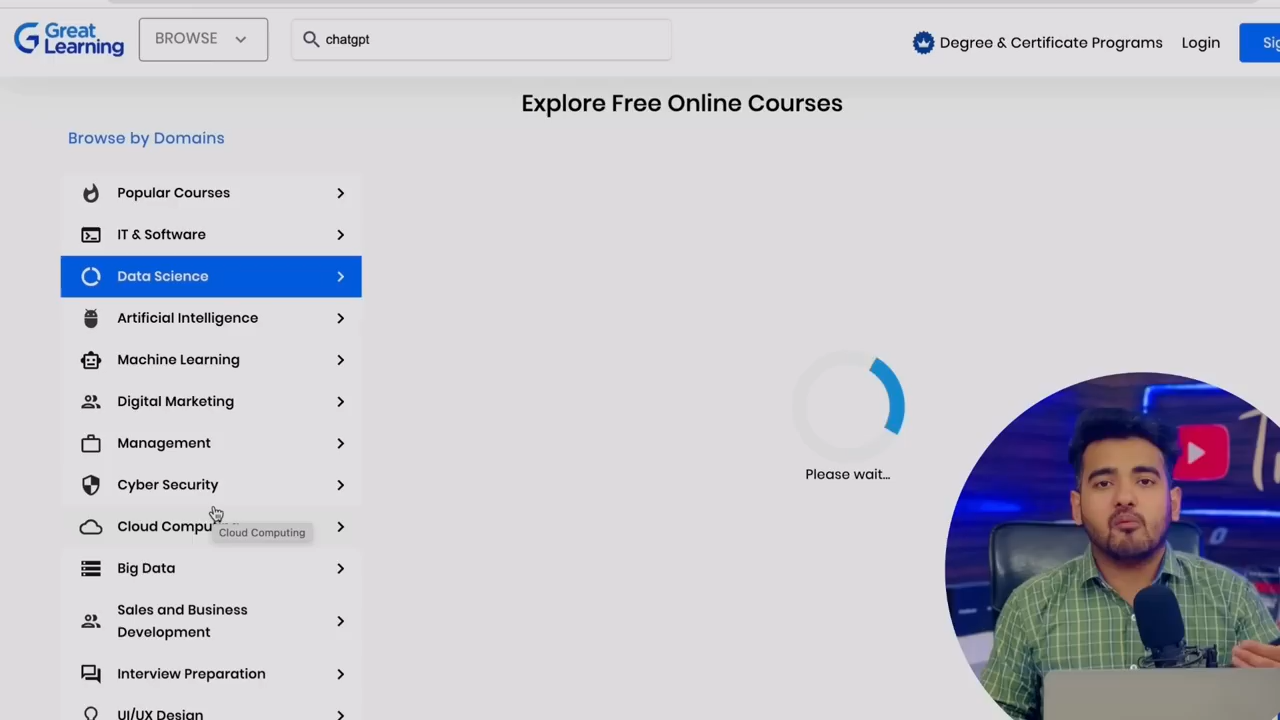 Great
Learning
BROWSE
chatgpt
Degree & Certificate Programs
Login
Explore Free Online Courses
Browse by Domains
Popular Courses
IT & Software
Data Science
Artificial Intelligence
Machine Learning
Digital Marketing
Management
Cyber Security
Cloud
Cloud Computing
Big Data
Sales and Business
Development
Interview Preparation
UI/UX Design
Please wait...